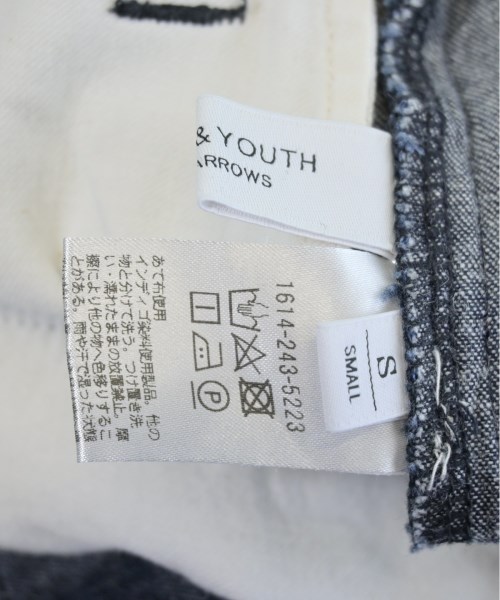 & YOUTH
ARROWS
S
SMALL
1614-243-5223
P
あて布使用
インディゴ染料使用製品。他の
物と分けて洗う。つけ置き洗
い・濡れたままの放置禁止。摩
擦により他の物へ色移りするこ
とがある。雨や汗で湿った状態